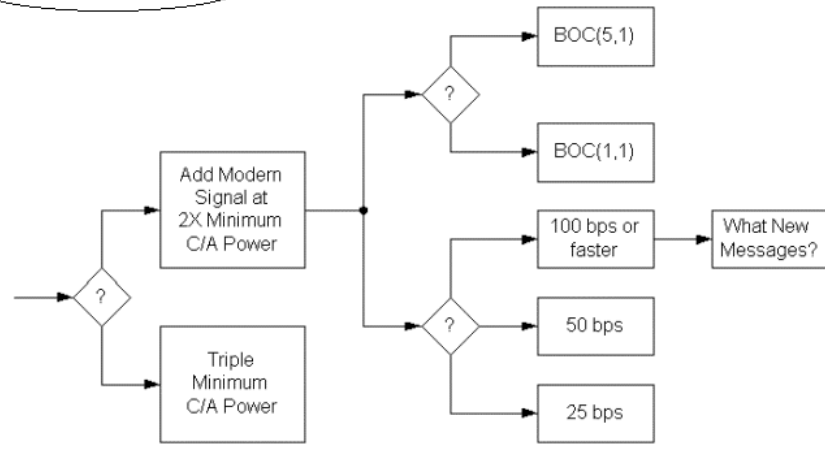 BOC(5,1)
?
BOC(1,1)
Add Modern
Signal at
2X Minimum
C/A Power
100 bps or
faster
What New
Messages?
?
?
50 bps
Triple
Minimum
C/A Power
25 bps